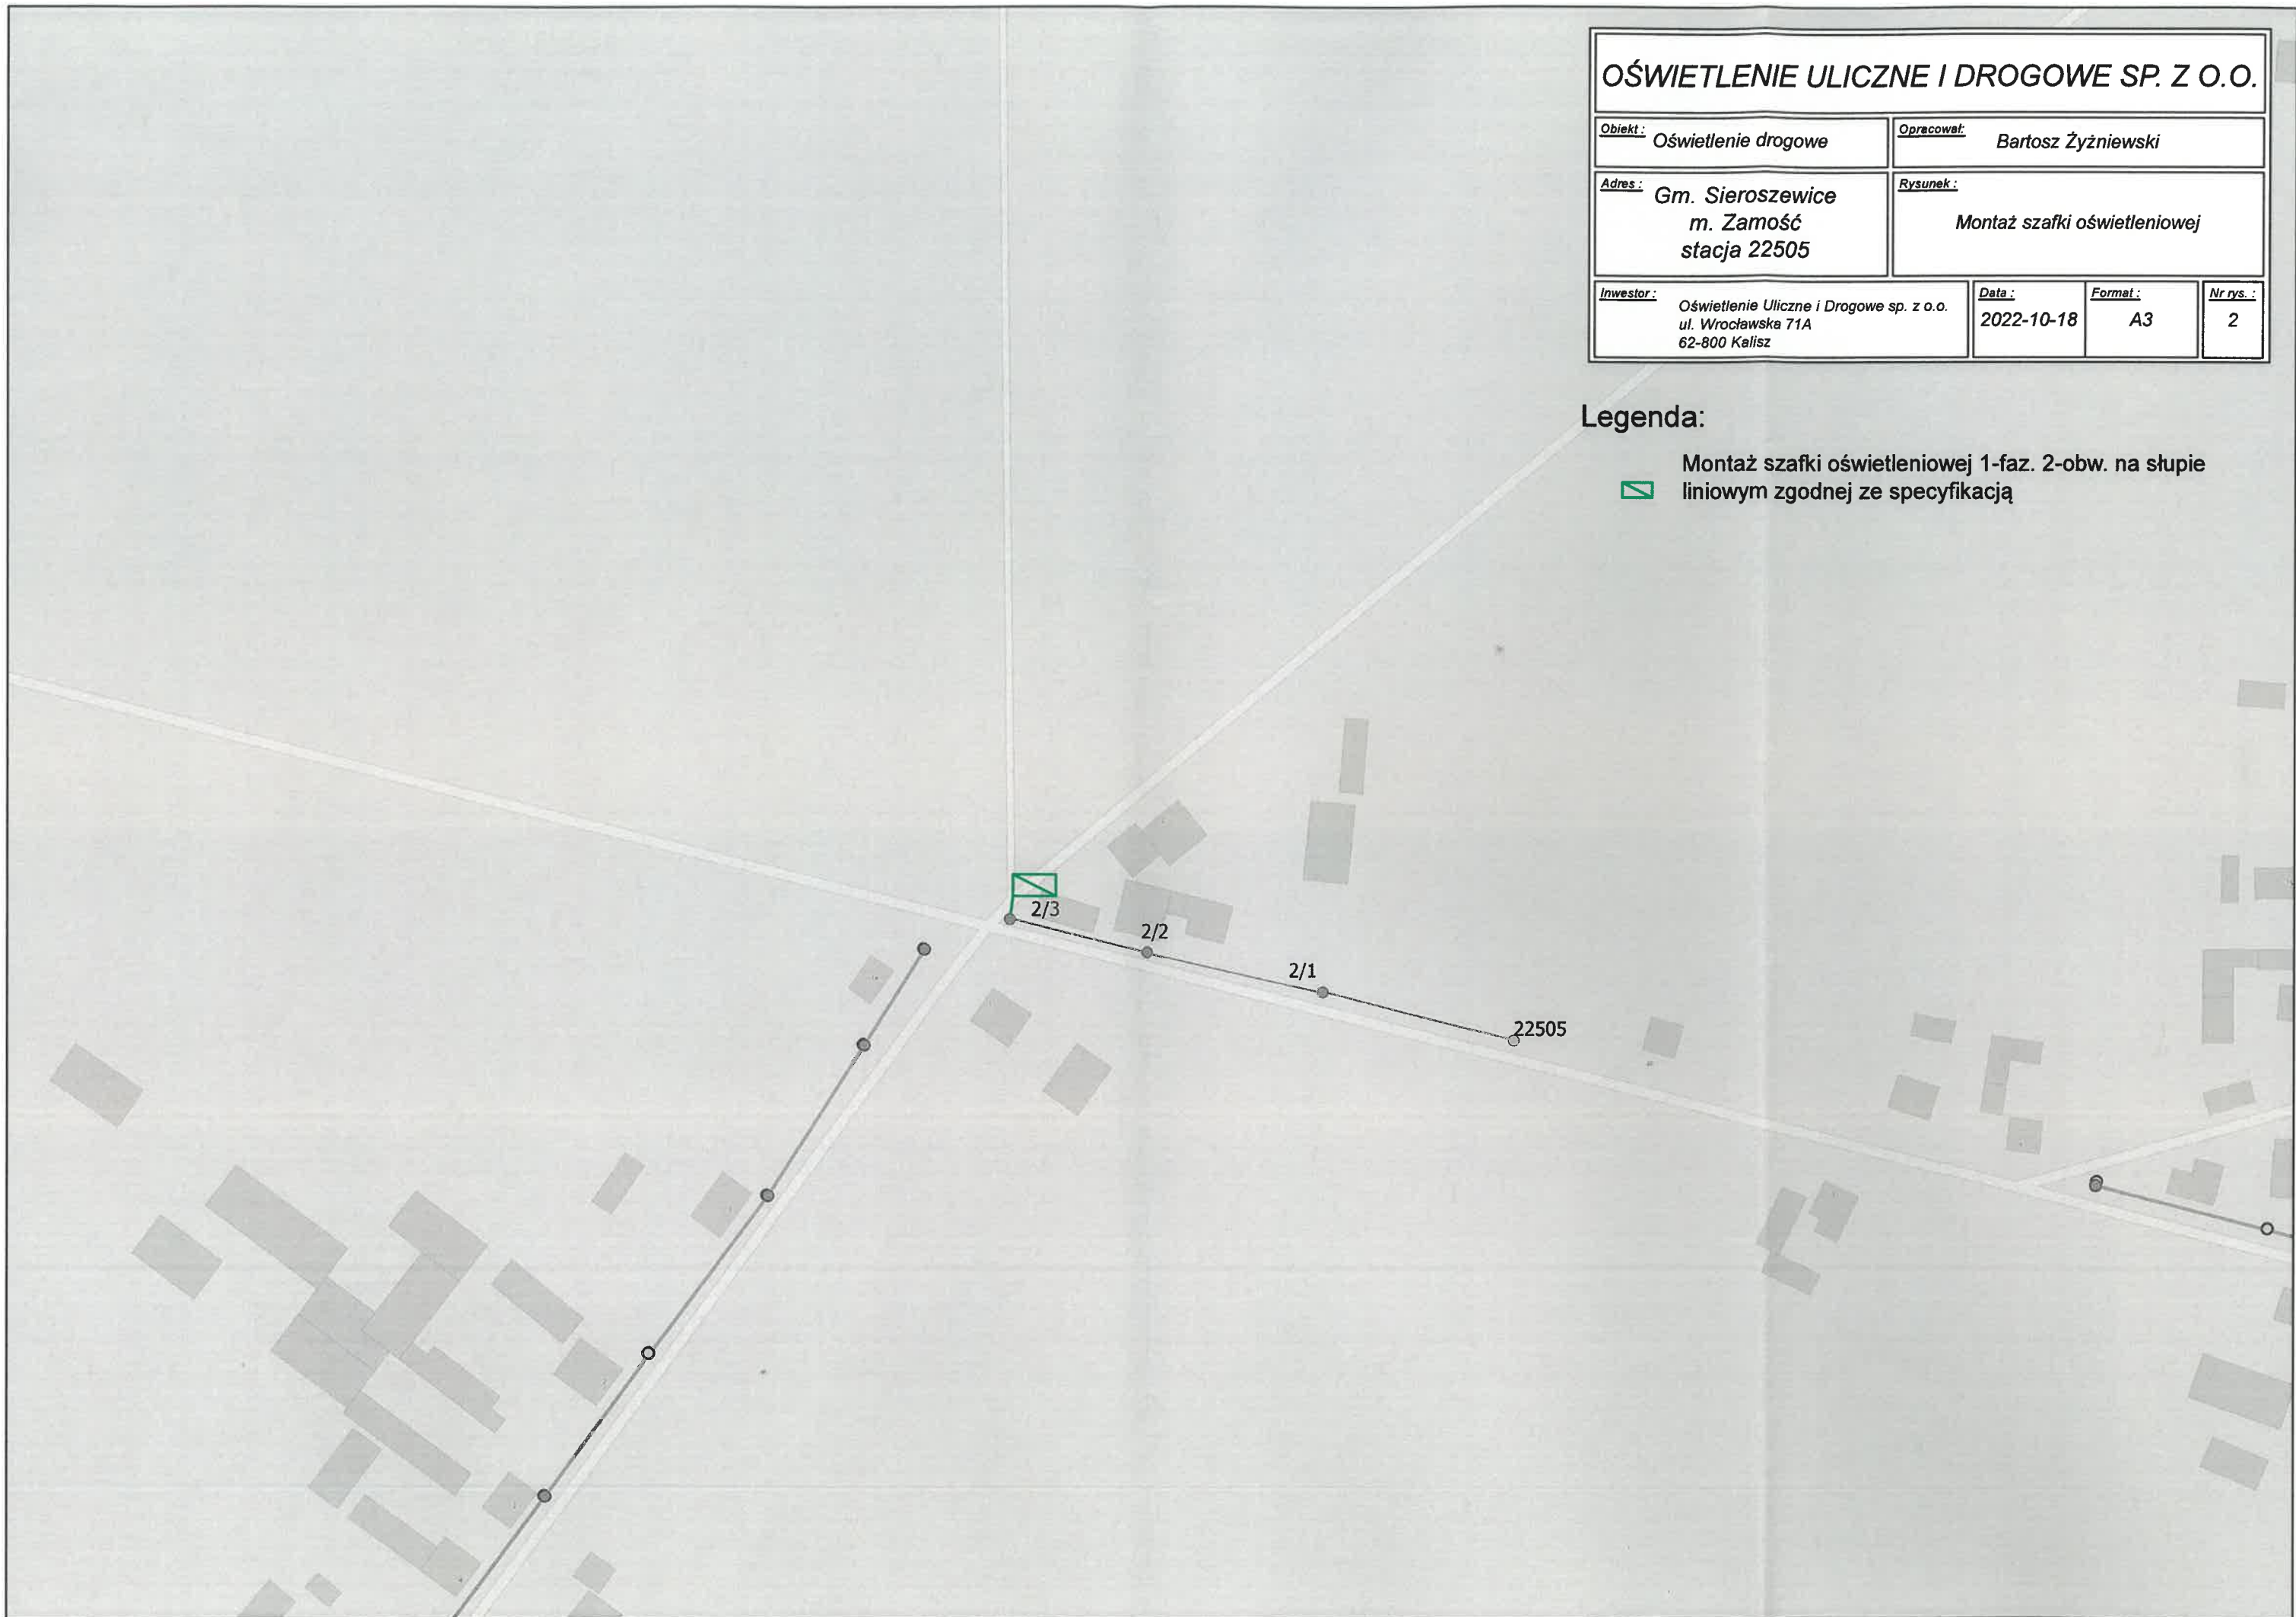 OŚWIETLENIE ULICZNE I DROGOWE SP. Z O.O.
Obiekt : Oświetlenie drogowe
Opracował: Bartosz Żyżniewski
Adres : Gm. Sieroszewice
m. Zamość
stacja 22505
Rysunek :
Montaż szafki oświetleniowej
Inwestor :
Oświetlenie Uliczne i Drogowe sp. z o.o.
ul. Wrocławska 71A
62-800 Kalisz
Data :
2022-10-18
Format :
A3
Nr rys. :
2
Legenda:
Montaż szafki oświetleniowej 1-faz. 2-obw. na słupie
liniowym zgodnej ze specyfikacją
2/3
2/2
2/1
22505